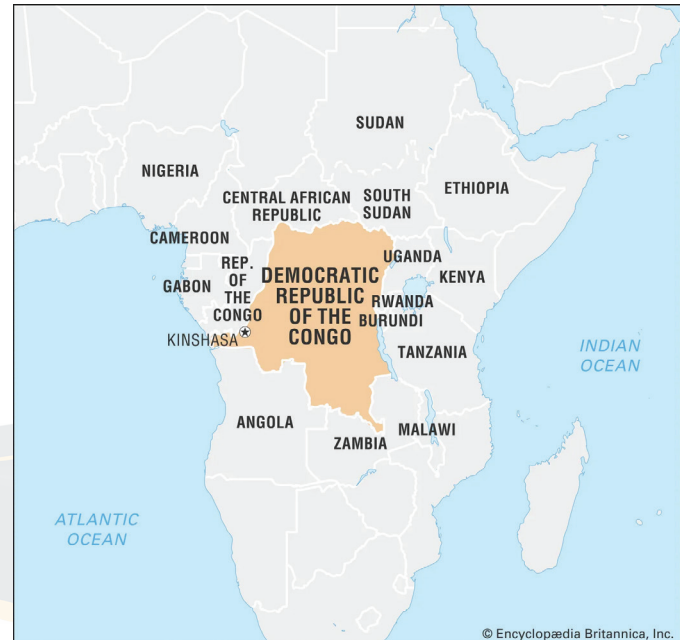 SUDAN
NIGERIA
ETHIOPIA
CENTRAL AFRICAN
REPUBLIC
SOUTH
SUDAN
CAMEROON
UGANDA
KENYA
GABON
REP.
OF
THE
CONGO
DEMOCRATIC
REPUBLIC
OF THE
CONGO
RWANDA
BURUNDI
KINSHASA
TANZANIA
INDIAN
OCEAN
ANGOLA
ZAMBIA
MALAWI
ATLANTIC
OCEAN
© Encyclopædia Britannica, Inc.